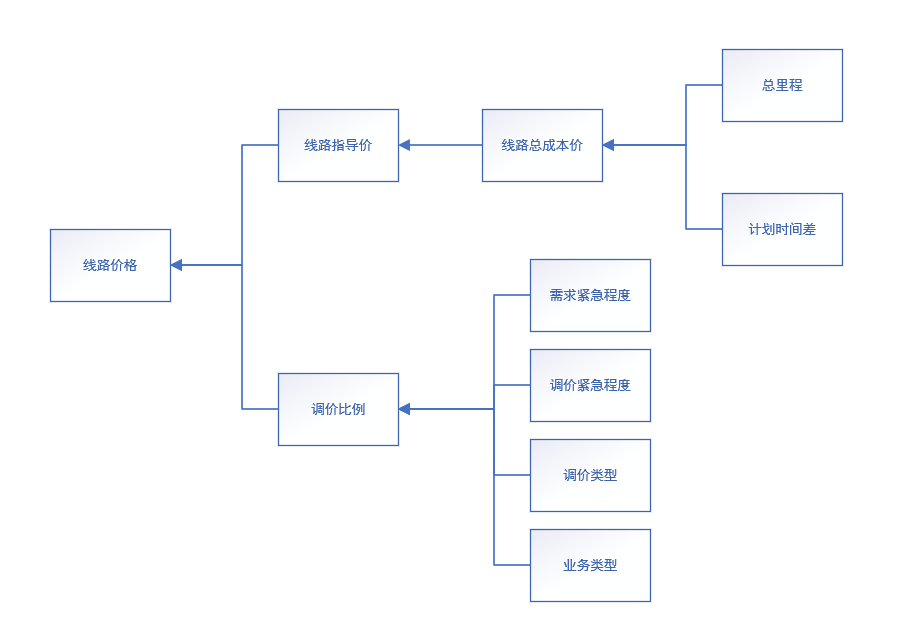 总里程
线路指导价
线路总成本价
计划时间差
线路价格
需求紧急程度
调价紧急程度
调价比例
调价类型
业务类型